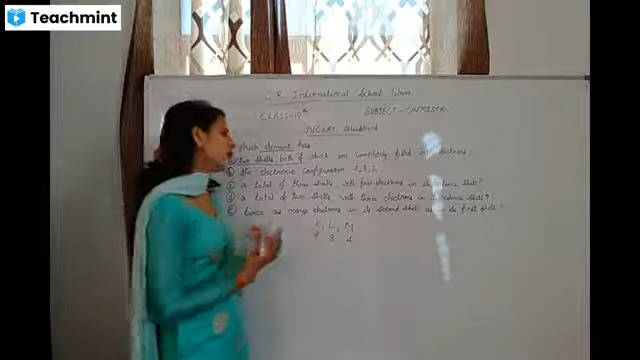 Teachmint
G.R. International School
CLASS-10th SUBJECT - CHEMISTRY
NCERT Questions
which element has
(a) two shells both of which are completely filled with electrons?
(b) the electronic configuration 2,8,2
(c) a total of three shells, with four electrons in its valence shell?
(d) a total of two shells with three electrons in its valence shell?
(e) twice as many electrons in its second shell as in its first shell?
K, L, M
2 8 4